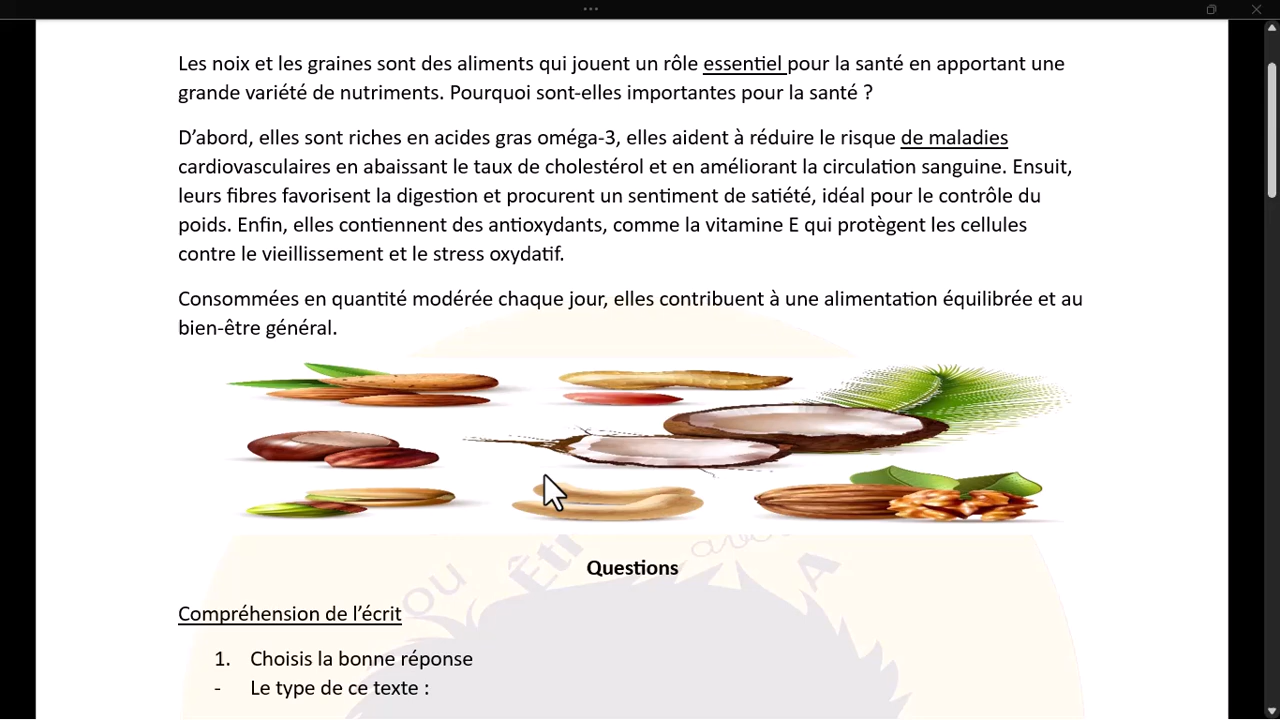 Les noix et les graines sont des aliments qui jouent un rôle essentiel pour la santé en apportant une
grande variété de nutriments. Pourquoi sont-elles importantes pour la santé ?
D’abord, elles sont riches en acides gras oméga-3, elles aident à réduire le risque de maladies
cardiovasculaires en abaissant le taux de cholestérol et en améliorant la circulation sanguine. Ensuit,
leurs fibres favorisent la digestion et procurent un sentiment de satiété, idéal pour le contrôle du
poids. Enfin, elles contiennent des antioxydants, comme la vitamine E qui protègent les cellules
contre le vieillissement et le stress oxydatif.
Consommées en quantité modérée chaque jour, elles contribuent à une alimentation équilibrée et au
bien-être général.
ou Êt A
Questions
Compréhension de l’écrit
1. Choisis la bonne réponse
- Le type de ce texte :